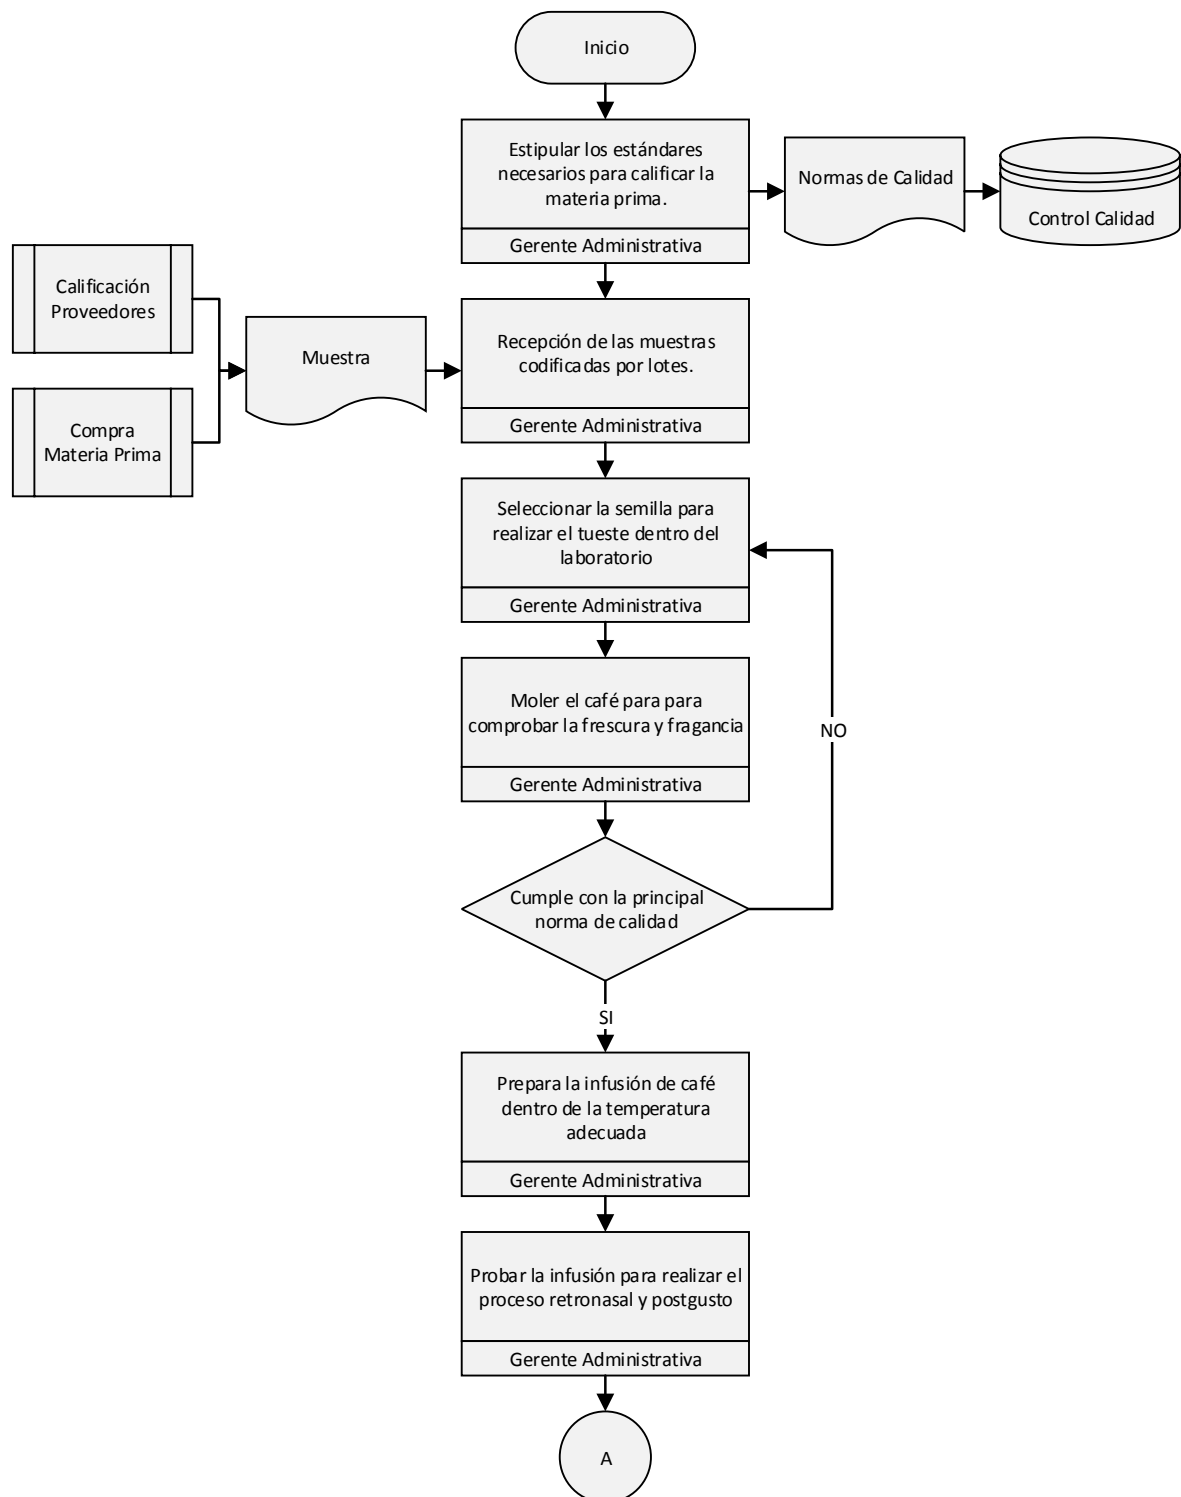 Inicio
Estipular los estándares
necesarios para calificar la
materia prima.
Gerente Administrativa
Normas de Calidad
Control Calidad
Calificación
Proveedores
Compra
Materia Prima
Muestra
Recepción de las muestras
codificadas por lotes.
Gerente Administrativa
Seleccionar la semilla para
realizar el tueste dentro del
laboratorio
Gerente Administrativa
Moler el café para para
comprobar la frescura y fragancia
Gerente Administrativa
NO
Cumple con la principal
norma de calidad
SI
Prepara la infusión de café
dentro de la temperatura
adecuada
Gerente Administrativa
Probar la infusión para realizar el
proceso retronasal y postgusto
Gerente Administrativa
A